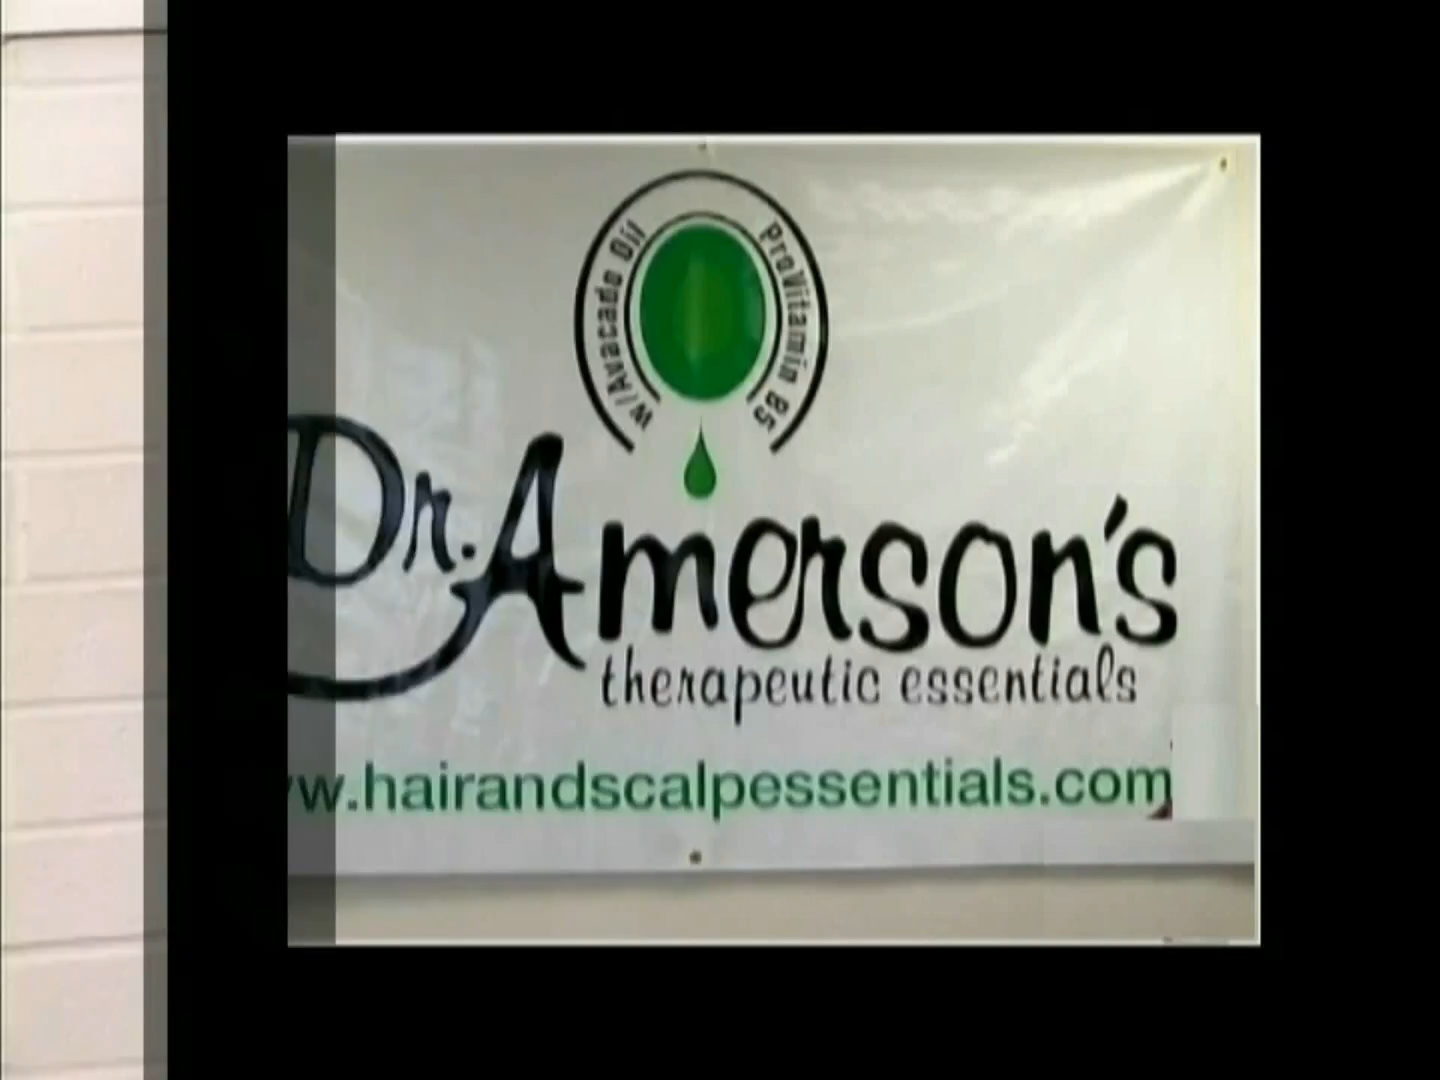 w/Avacado Oil
ProVitamin B5
Dr. Amerson's
therapeutic essentials
w.hairandscalpessentials.com